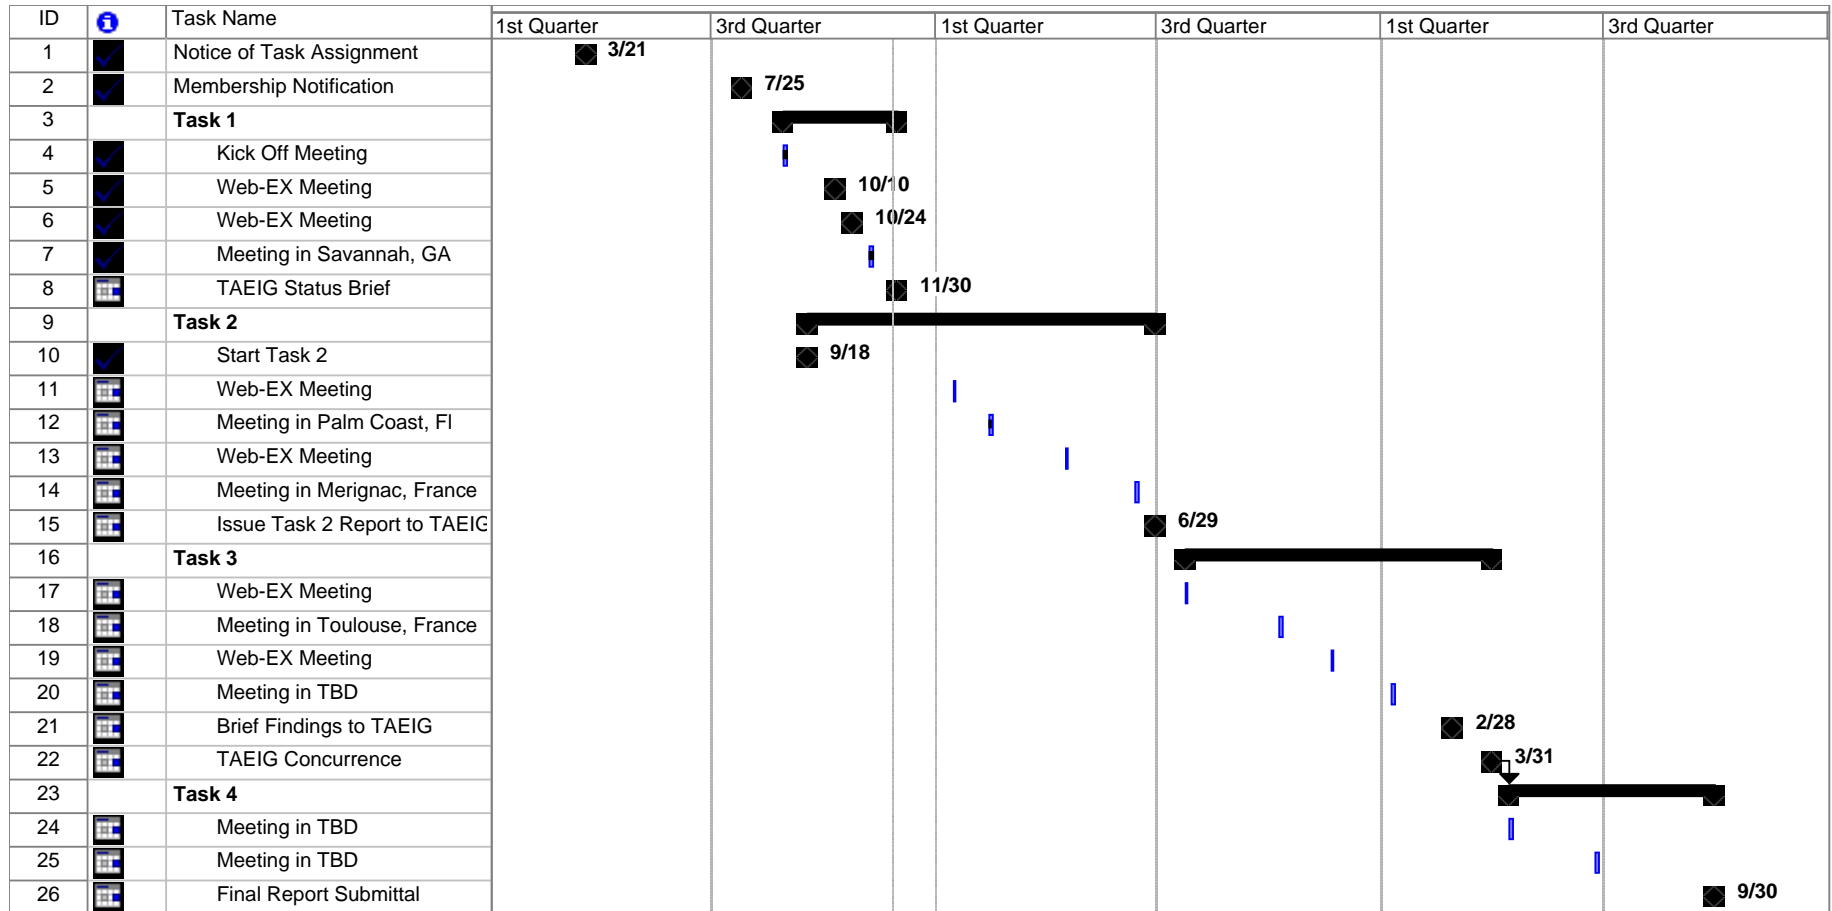 ID Task Name 1st Quarter 3rd Quarter 1st Quarter 3rd Quarter 1st Quarter 3rd Quarter
1 Notice of Task Assignment 3/21
2 Membership Notification 7/25
3 Task 1
4 Kick Off Meeting
5 Web-EX Meeting 10/10
6 Web-EX Meeting 10/24
7 Meeting in Savannah, GA
8 TAEIG Status Brief 11/30
9 Task 2
10 Start Task 2 9/18
11 Web-EX Meeting
12 Meeting in Palm Coast, Fl
13 Web-EX Meeting
14 Meeting in Merignac, France
15 Issue Task 2 Report to TAEIG 6/29
16 Task 3
17 Web-EX Meeting
18 Meeting in Toulouse, France
19 Web-EX Meeting
20 Meeting in TBD
21 Brief Findings to TAEIG 2/28
22 TAEIG Concurrence 3/31
23 Task 4
24 Meeting in TBD
25 Meeting in TBD
26 Final Report Submittal 9/30